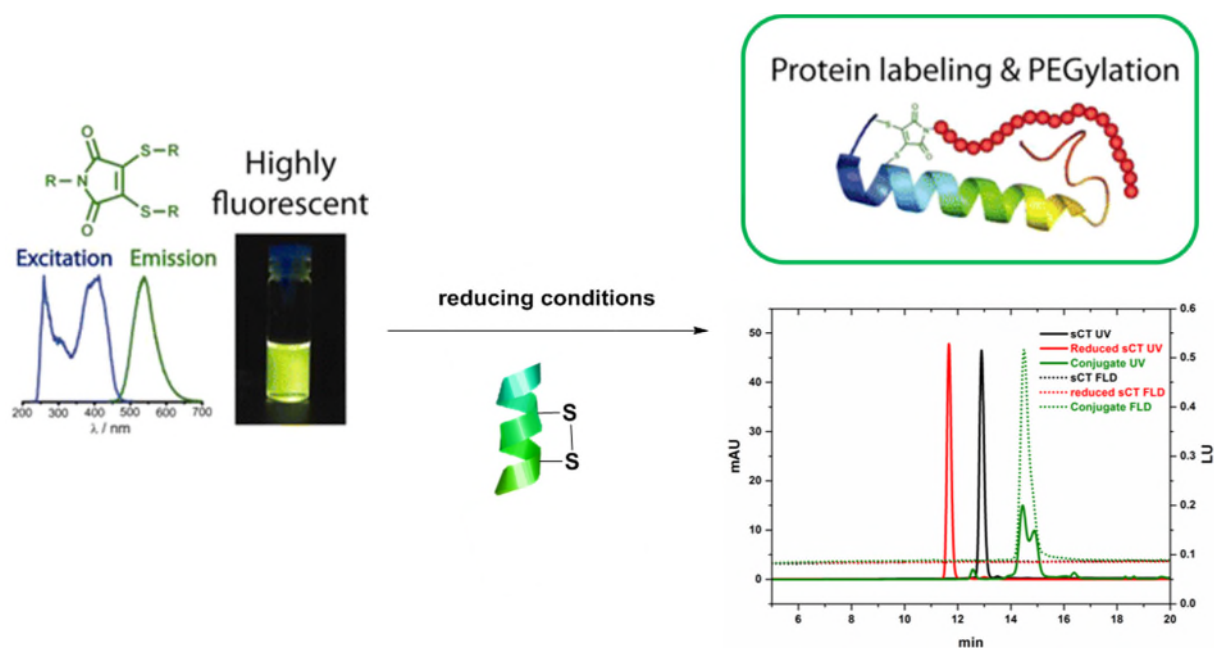 O
S–R
R–N
S–R
O
Highly
fluorescent
Excitation
Emission
200 300 400 500 600 700
λ / nm
reducing conditions
S
S
Protein labeling & PEGylation
S
O
N
S
O
sCT UV
Reduced sCT UV
Conjugate UV
sCT FLD
reduced sCT FLD
Conjugate FLD
50
40
30
20
10
0
mAU
0.6
0.5
0.4
0.3
0.2
0.1
0.0
LU
6 8 10 12 14 16 18 20
min